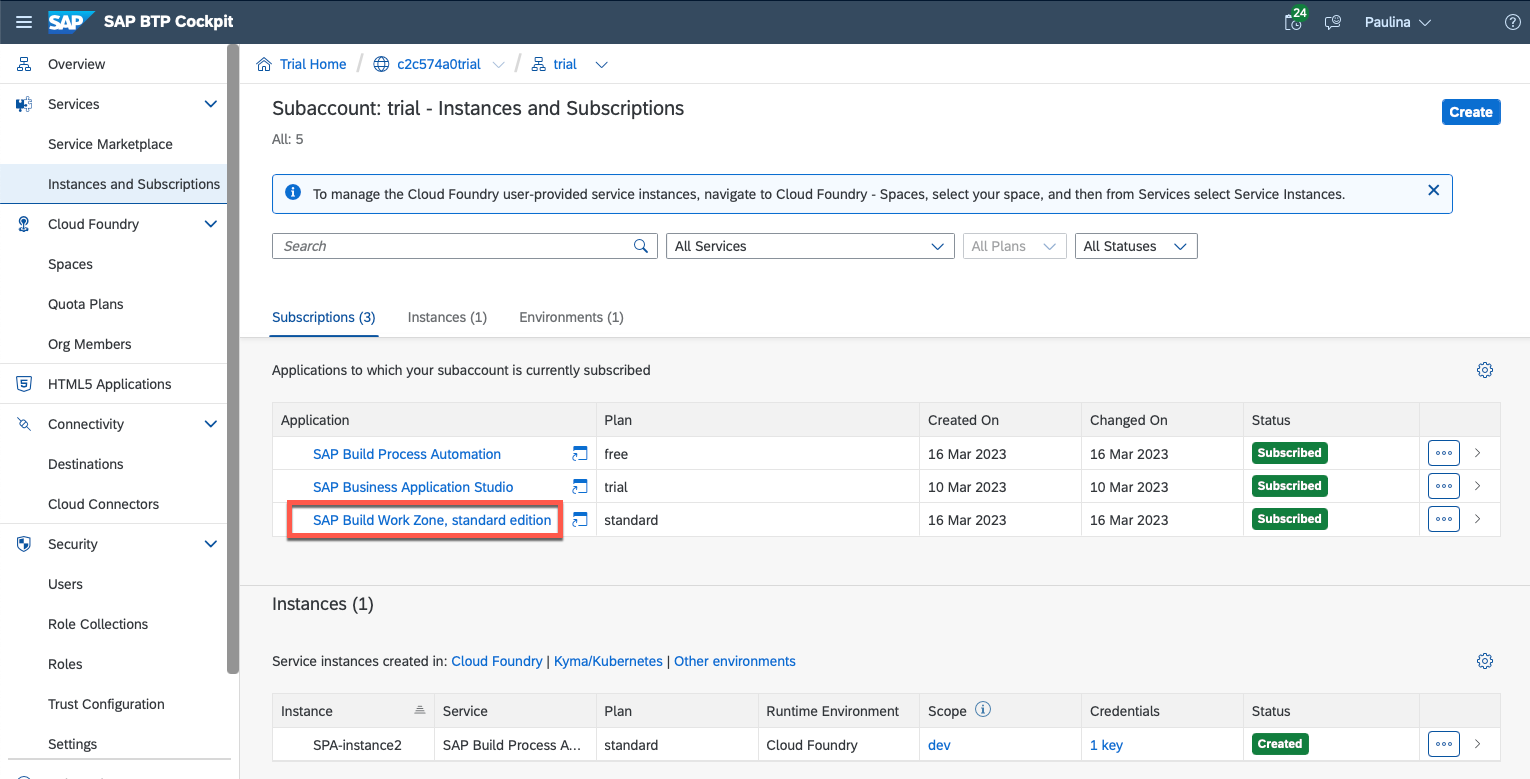 SAP SAP BTP Cockpit
24
Paulina
Overview
Services
Service Marketplace
Instances and Subscriptions
Cloud Foundry
Spaces
Quota Plans
Org Members
HTML5 Applications
Connectivity
Destinations
Cloud Connectors
Security
Users
Role Collections
Roles
Trust Configuration
Settings
Trial Home / c2c574a0trial / trial
Subaccount: trial - Instances and Subscriptions
Create
All: 5
To manage the Cloud Foundry user-provided service instances, navigate to Cloud Foundry - Spaces, select your space, and then from Services select Service Instances.
Search All Services All Plans All Statuses
Subscriptions (3) Instances (1) Environments (1)
Applications to which your subaccount is currently subscribed
Application Plan Created On Changed On Status
SAP Build Process Automation free 16 Mar 2023 16 Mar 2023 Subscribed
SAP Business Application Studio trial 10 Mar 2023 10 Mar 2023 Subscribed
SAP Build Work Zone, standard edition standard 16 Mar 2023 16 Mar 2023 Subscribed
Instances (1)
Service instances created in: Cloud Foundry | Kyma/Kubernetes | Other environments
Instance Service Plan Runtime Environment Scope Credentials Status
SPA-instance2 SAP Build Process A... standard Cloud Foundry dev 1 key Created